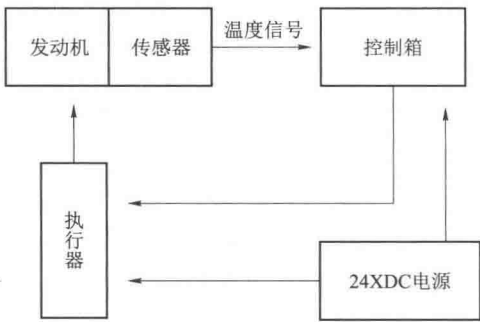 发动机
传感器
温度信号
控制箱
执行器
24XDC电源